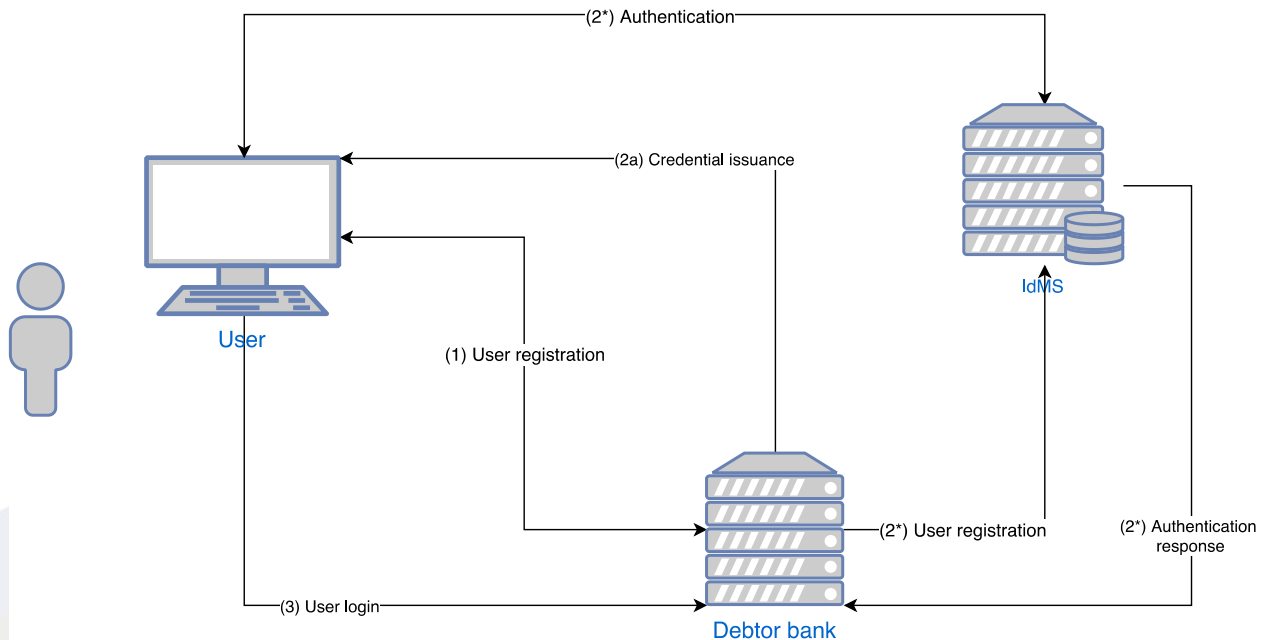 (2*) Authentication
(2a) Credential issuance
IdMS
User
(1) User registration
(2*) User registration
(2*) Authentication
response
(3) User login
Debtor bank